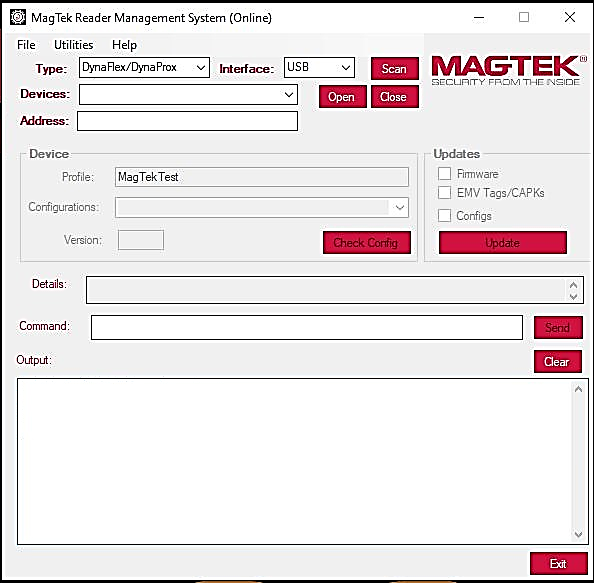 MagTek Reader Management System (Online)
File Utilities Help
Type: DynaFlex/DynaProx Interface: USB Scan
MAGTEK®
SECURITY FROM THE INSIDE
Devices: Open Close
Address:
Device Updates
Profile: MagTekTest Firmware
EMV Tags/CAPKs
Configurations: Configs
Version: Check Config Update
Details:
Command: Send
Output: Clear
Exit